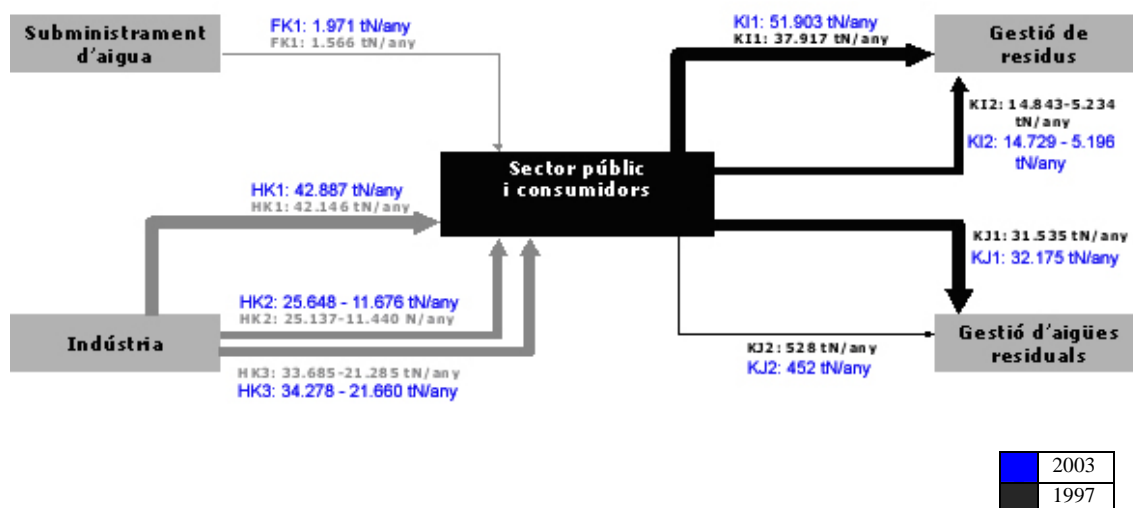 Subministrament
d'aigua
FK1: 1.971 tN/any
FK1: 1.566 tN/any
KI1: 51.903 tN/any
KI1: 37.917 tN/any
Gestió de
residus
KI2: 14.843-5.234
tN/any
KI2: 14.729 - 5.196
tN/any
Sector públic
i consumidors
HK1: 42.887 tN/any
HK1: 42.146 tN/any
KJ1: 31.535 tN/any
KJ1: 32.175 tN/any
HK2: 25.648 - 11.676 tN/any
HK2: 25.137-11.440 N/any
Indústria
HK3: 33.685-21.285 tN/any
HK3: 34.278 - 21.660 tN/any
KJ2: 528 tN/any
KJ2: 452 tN/any
Gestió d'aigües
residuals
2003
1997